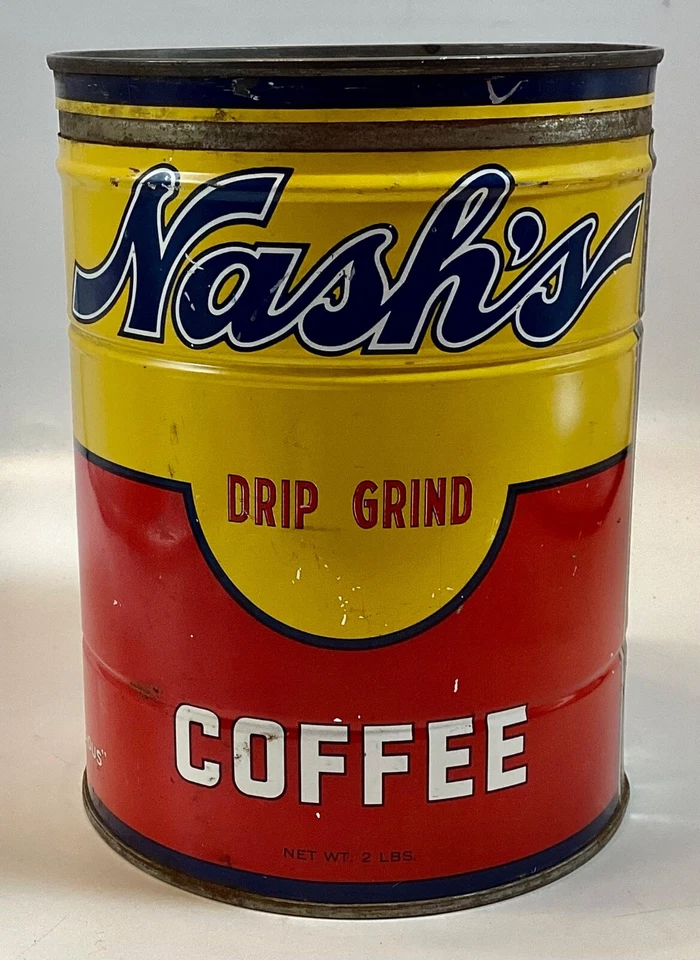 Nash's
DRIP GRIND
COFFEE
NET WT. 2 LBS.